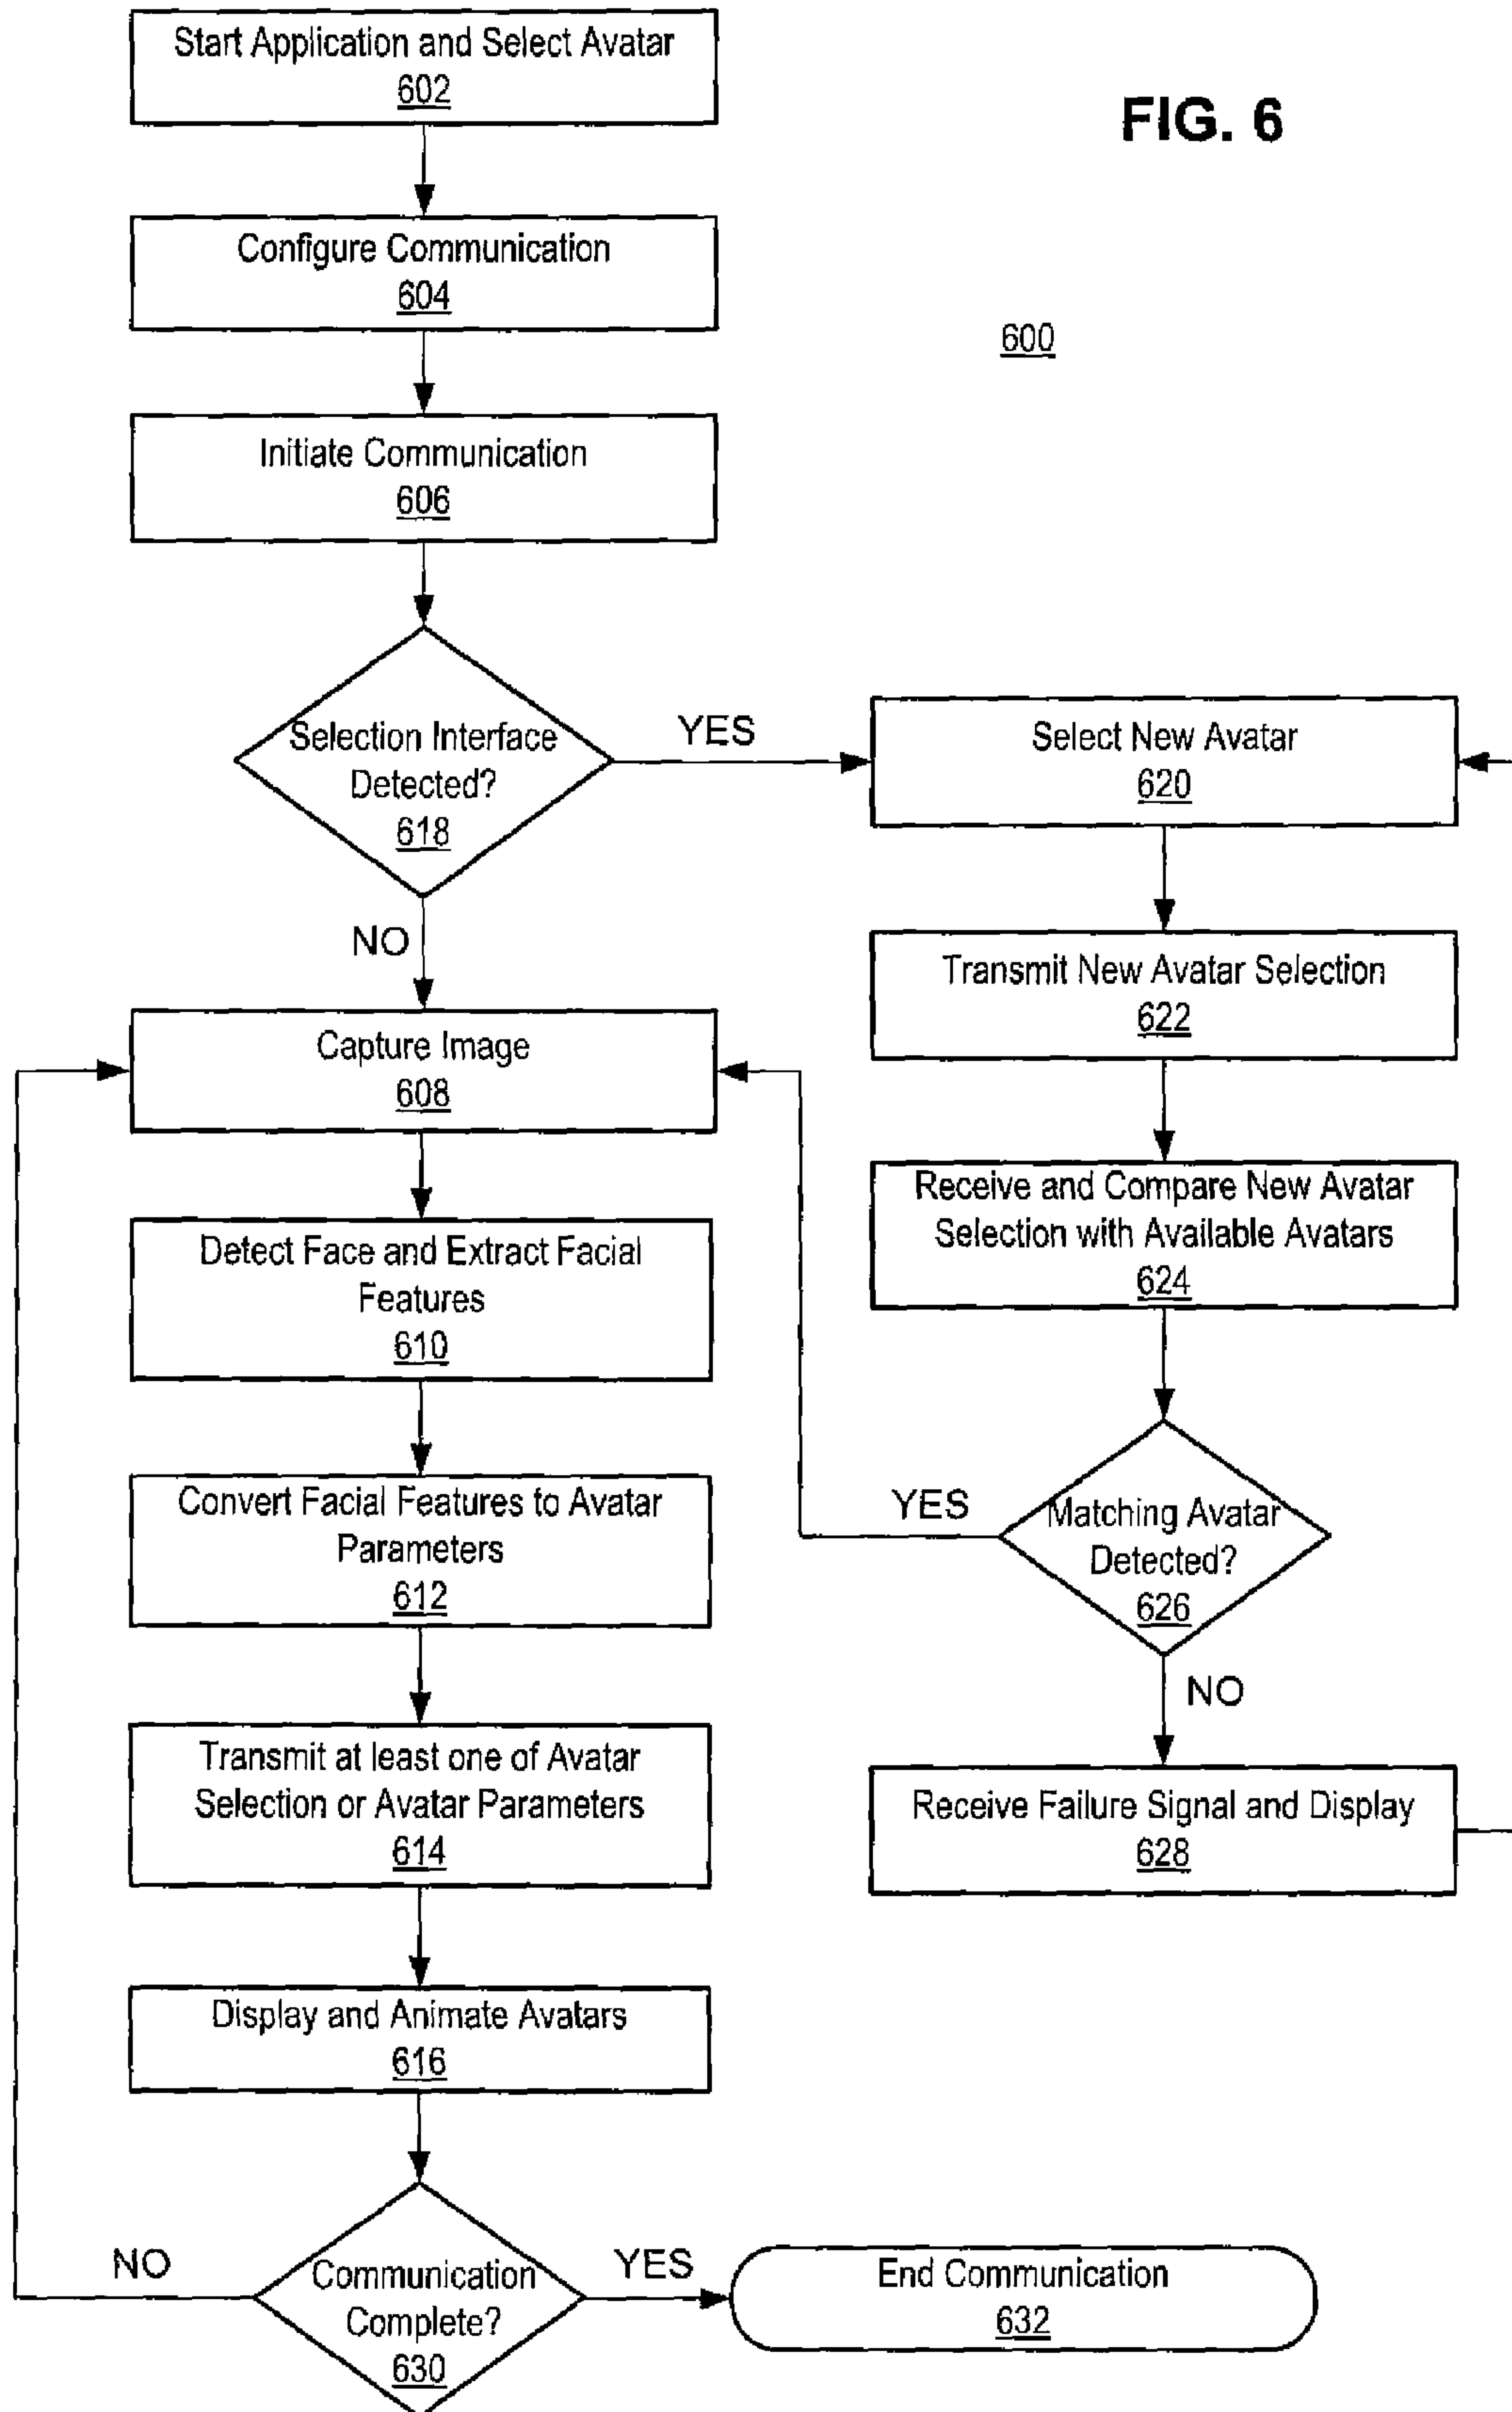 Start Application and Select Avatar
602
FIG. 6
Configure Communication
604
600
Initiate Communication
606
Selection Interface
Detected?
618
YES
Select New Avatar
620
NO
Transmit New Avatar Selection
622
Capture Image
608
Receive and Compare New Avatar
Selection with Available Avatars
624
Detect Face and Extract Facial
Features
610
Convert Facial Features to Avatar
Parameters
612
YES
Matching Avatar
Detected?
626
NO
Transmit at least one of Avatar
Selection or Avatar Parameters
614
Receive Failure Signal and Display
628
Display and Animate Avatars
616
NO
Communication
Complete?
630
YES
End Communication
632